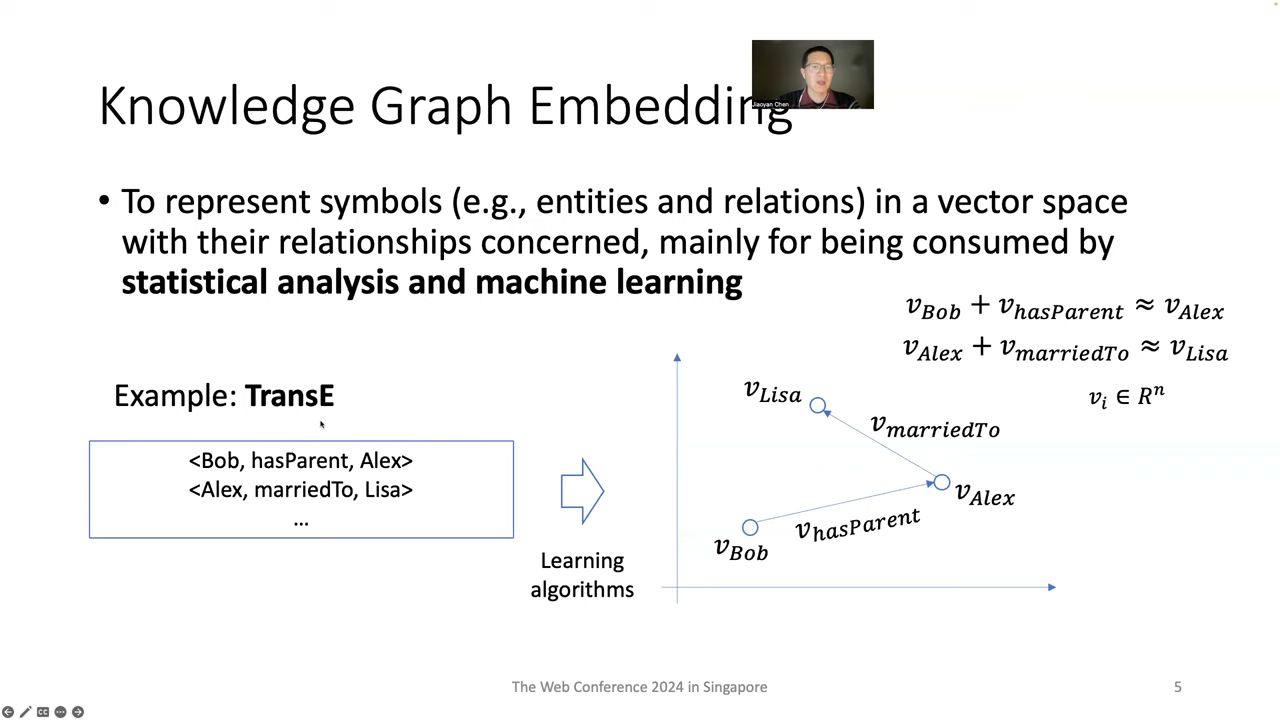 Jiaoyan Chen
Knowledge Graph Embedding
• To represent symbols (e.g., entities and relations) in a vector space
with their relationships concerned, mainly for being consumed by
statistical analysis and machine learning
v_Bob + v_hasParent ≈ v_Alex
v_Alex + v_marriedTo ≈ v_Lisa
v_i ∈ R^n
Example: TransE
<Bob, hasParent, Alex>
<Alex, marriedTo, Lisa>
...
Learning
algorithms
v_Lisa
v_marriedTo
v_Alex
v_hasParent
v_Bob
The Web Conference 2024 in Singapore
5